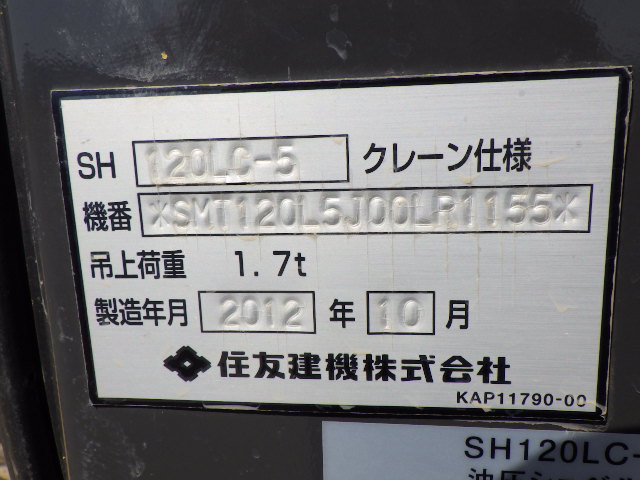 SH 120LC-5 クレーン仕様
機番 *SMT120L5J00LP1155*
吊上荷重 1.7t
製造年月 2012 年 10 月
住友建機株式会社
KAP11790-00
SH120LC-